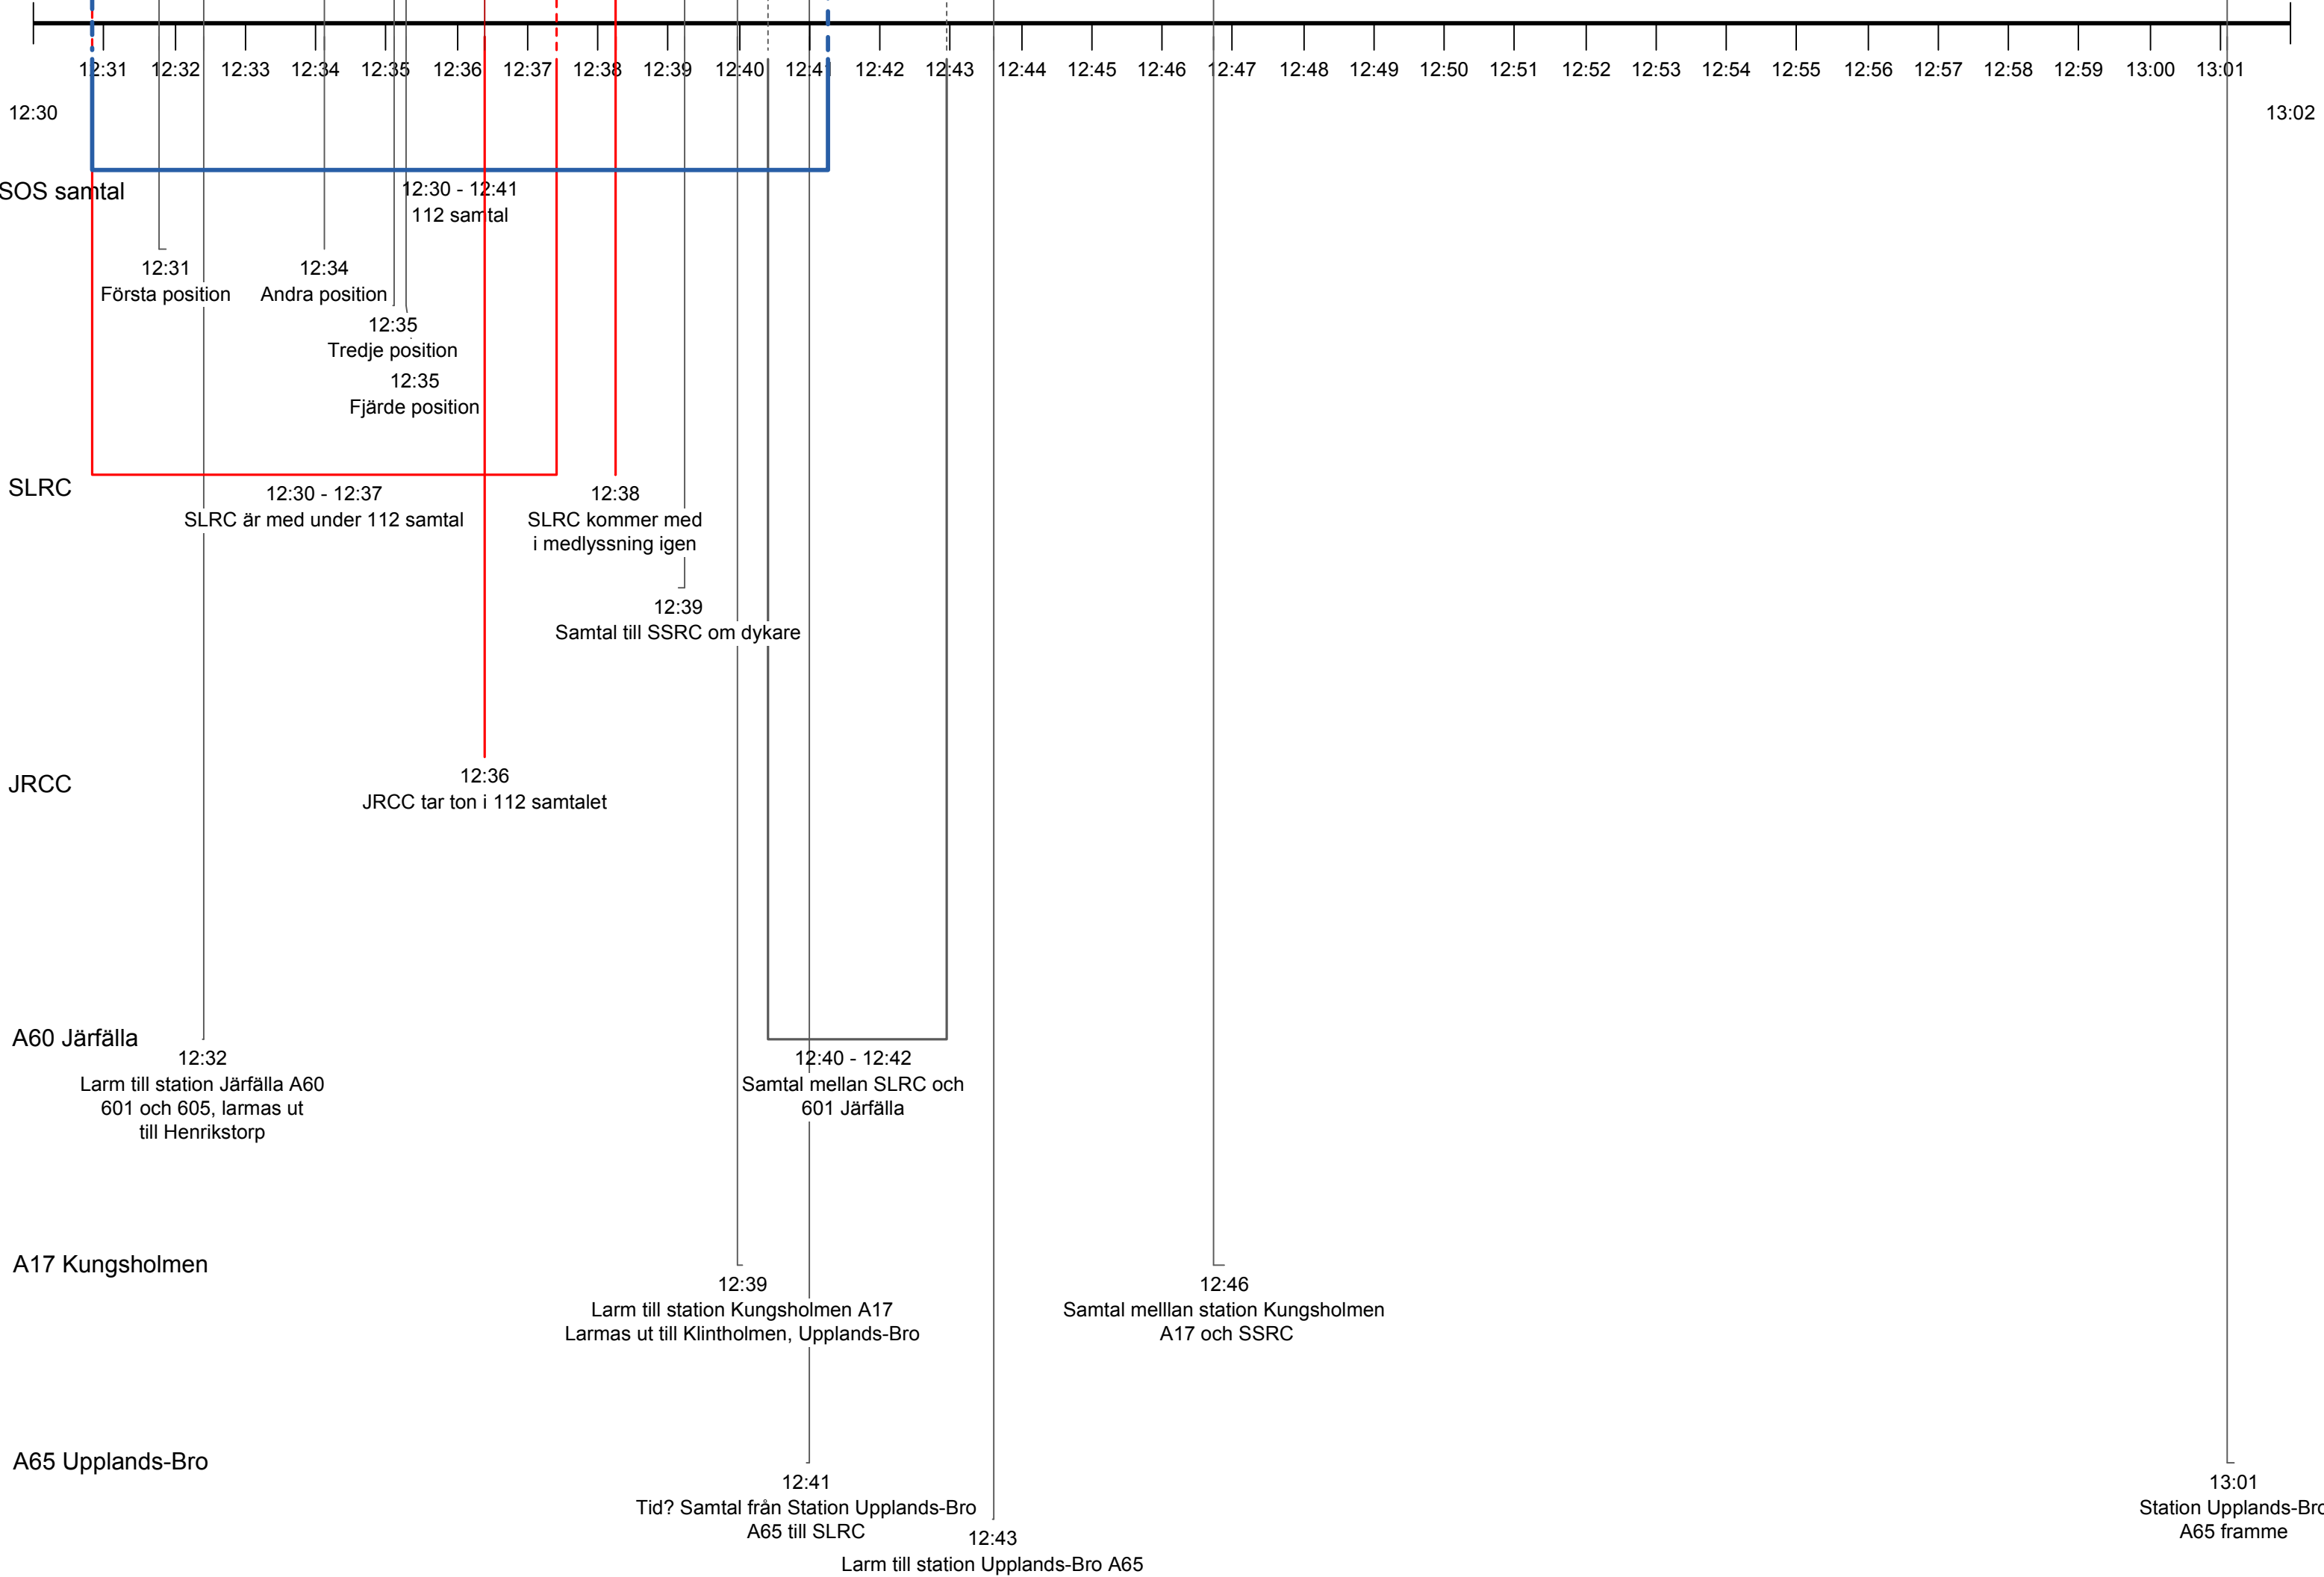 12:31 12:32 12:33 12:34 12:35 12:36 12:37 12:38 12:39 12:40 12:41 12:42 12:43 12:44 12:45 12:46 12:47 12:48 12:49 12:50 12:51 12:52 12:53 12:54 12:55 12:56 12:57 12:58 12:59 13:00 13:01
12:30
13:02
SOS samtal
12:30 - 12:41
112 samtal
12:31
Första position
12:34
Andra position
12:35
Tredje position
12:35
Fjärde position
SLRC
12:30 - 12:37
SLRC är med under 112 samtal
12:38
SLRC kommer med
i medlyssning igen
12:39
Samtal till SSRC om dykare
JRCC
12:36
JRCC tar ton i 112 samtalet
A60 Järfälla
12:32
Larm till station Järfälla A60
601 och 605, larmas ut
till Henrikstorp
12:40 - 12:42
Samtal mellan SLRC och
601 Järfälla
A17 Kungsholmen
12:39
Larm till station Kungsholmen A17
Larmas ut till Klintholmen, Upplands-Bro
12:46
Samtal melllan station Kungsholmen
A17 och SSRC
A65 Upplands-Bro
12:41
Tid? Samtal från Station Upplands-Bro
A65 till SLRC
12:43
Larm till station Upplands-Bro A65
13:01
Station Upplands-Bro
A65 framme